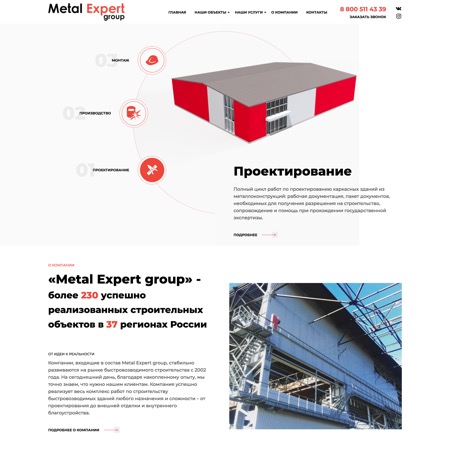 Metal Expert
group
ГЛАВНАЯ НАШИ ОБЪЕКТЫ НАШИ УСЛУГИ О КОМПАНИИ КОНТАКТЫ
8 800 511 43 39
ЗАКАЗАТЬ ЗВОНОК
03 МОНТАЖ
02 ПРОИЗВОДСТВО
01 ПРОЕКТИРОВАНИЕ
Проектирование
Полный цикл работ по проектированию каркасных зданий из
металлоконструкций: рабочая документация, пакет документов,
необходимых для получения разрешение на строительство,
сопровождение и помощь при прохождении государственной
экспертизы.
ПОДРОБНЕЕ
О КОМПАНИИ
«Metal Expert group» -
более 230 успешно
реализованных строительных
объектов в 37 регионах России
ОТ ИДЕИ К РЕАЛЬНОСТИ
Компании, входящие в состав Metal Expert group, стабильно
развиваются на рынке быстровозводимого строительства с 2002
года. На сегодняшний день, благодаря накопленному опыту, мы
точно знаем, что нужно нашим клиентам. Компания успешно
реализует весь комплекс работ по строительству
быстровозводимых зданий любого назначения и сложности – от
проектирования до внешней отделки и внутреннего
благоустройства.
ПОДРОБНЕЕ О КОМПАНИИ